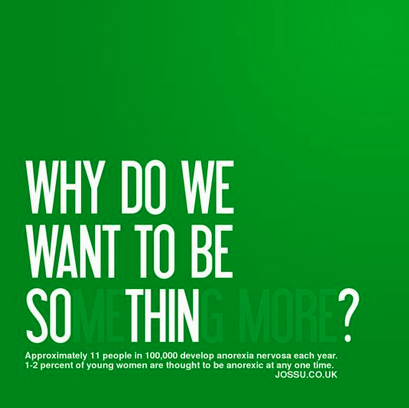 WHY DO WE
WANT TO BE
SOMETHING MORE?
Approximately 11 people in 100,000 develop anorexia nervosa each year.
1-2 percent of young women are thought to be anorexic at any one time.
JOSSU.CO.UK